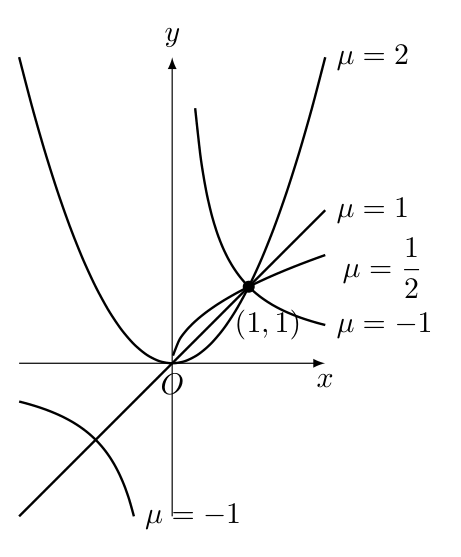 y
μ = 2
μ = 1
μ = 1/2
(1, 1)
μ = −1
O
x
μ = −1